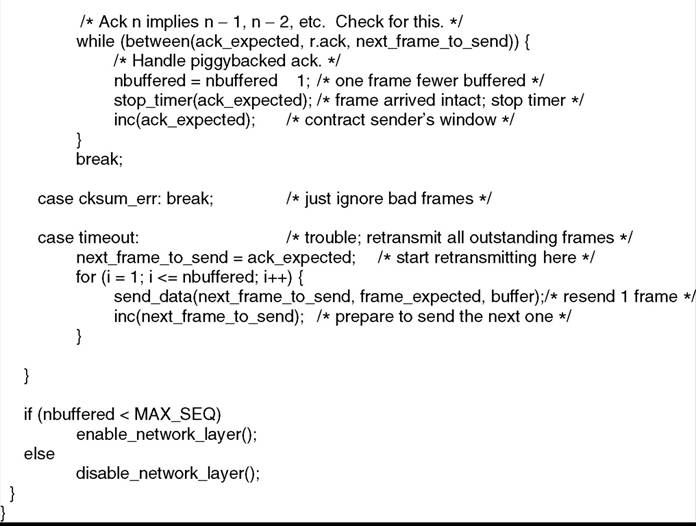 /* Ack n implies n – 1, n – 2, etc. Check for this. */
while (between(ack_expected, r.ack, next_frame_to_send)) {
/* Handle piggybacked ack. */
nbuffered = nbuffered 1; /* one frame fewer buffered */
stop_timer(ack_expected); /* frame arrived intact; stop timer */
inc(ack_expected); /* contract sender's window */
}
break;
case cksum_err: break; /* just ignore bad frames */
case timeout: /* trouble; retransmit all outstanding frames */
next_frame_to_send = ack_expected; /* start retransmitting here */
for (i = 1; i <= nbuffered; i++) {
send_data(next_frame_to_send, frame_expected, buffer);/* resend 1 frame */
inc(next_frame_to_send); /* prepare to send the next one */
}
}
if (nbuffered < MAX_SEQ)
enable_network_layer();
else
disable_network_layer();
}
}